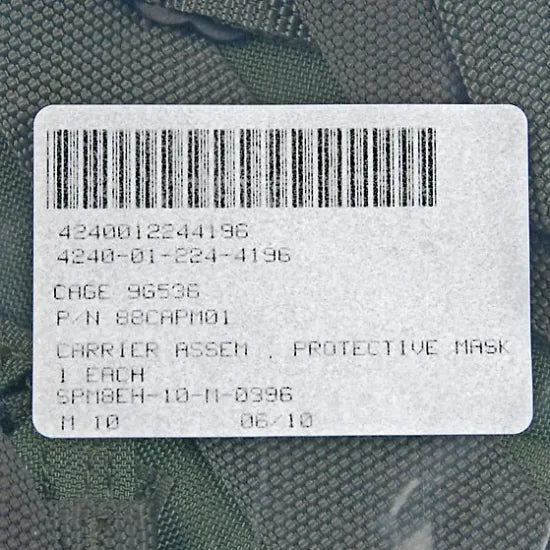 4240012244196
4240-01-224-4196
CAGE 9G536
P/N 88CAPM01
CARRIER ASSEM , PROTECTIVE MASK
1 EACH
SPM8EH-10-M-0396
M 10 06/10